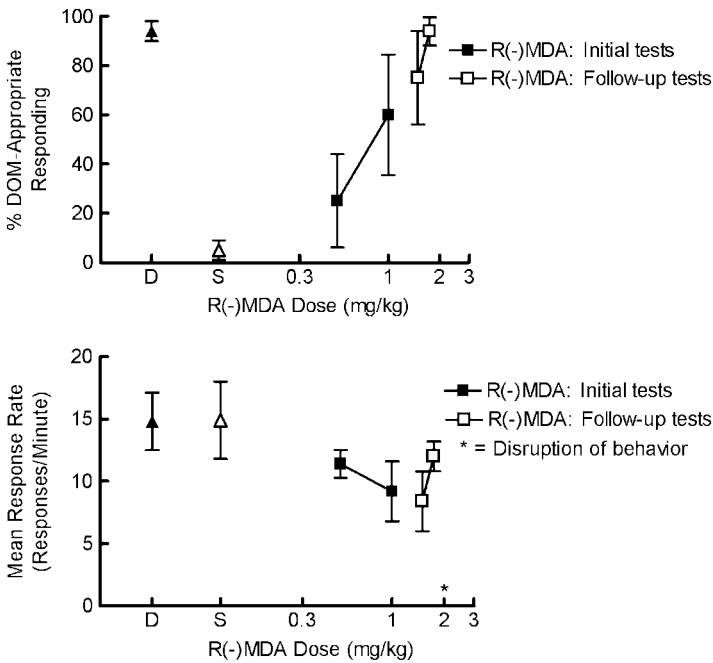 100
80
60
40
20
0
% DOM-Appropriate
Responding
D S 0.3 1 2 3
R(-)MDA Dose (mg/kg)
R(-)MDA: Initial tests
R(-)MDA: Follow-up tests
20
15
10
5
0
Mean Response Rate
(Responses/Minute)
*
D S 0.3 1 2 3
R(-)MDA Dose (mg/kg)
R(-)MDA: Initial tests
R(-)MDA: Follow-up tests
* = Disruption of behavior